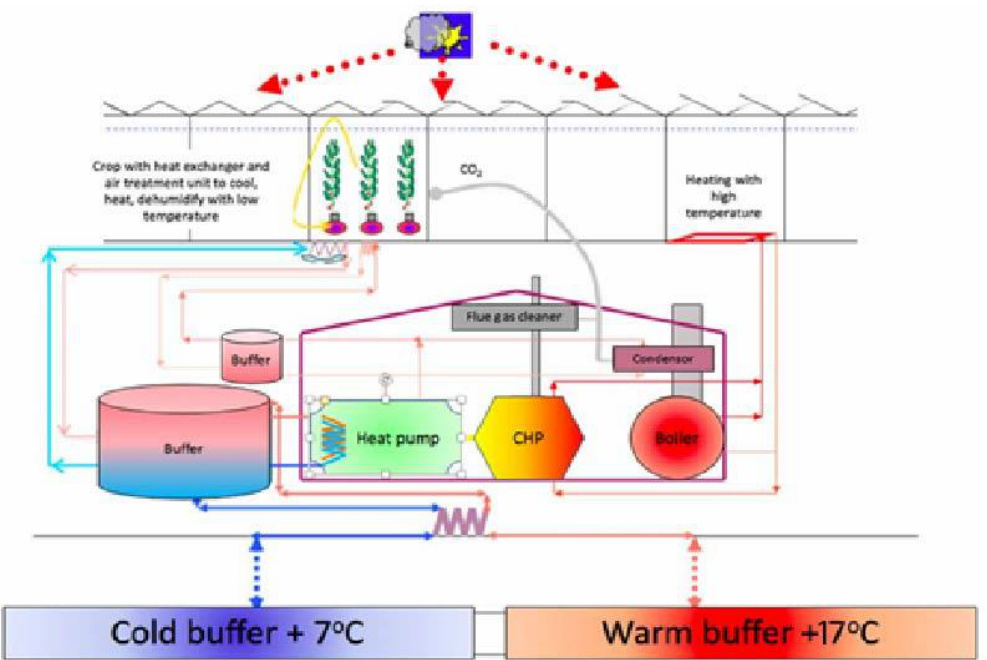 Crop with heat exchanger and
air treatment unit to cool,
heat, dehumidify with low
temperature
CO₂
Heating with
high
temperature
Flue gas cleaner
Condensor
Buffer
Buffer
Heat pump
CHP
Boiler
Cold buffer + 7°C
Warm buffer +17°C